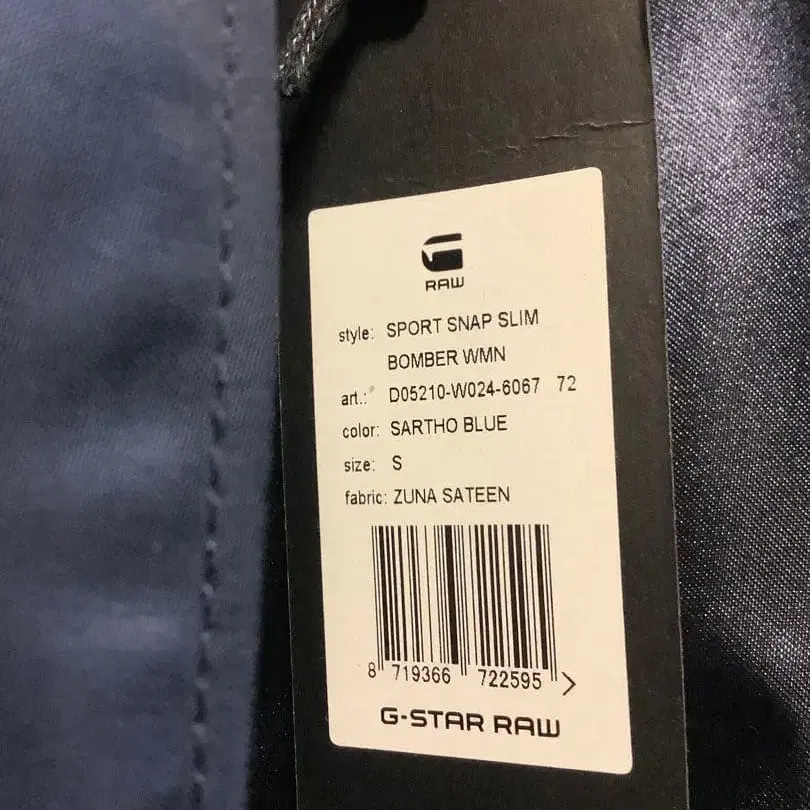 RAW
style: SPORT SNAP SLIM
BOMBER WMN
art.: D05210-W024-6067 72
color: SARTHO BLUE
size: S
fabric: ZUNA SATEEN
8 719366 722595 >
G-STAR RAW